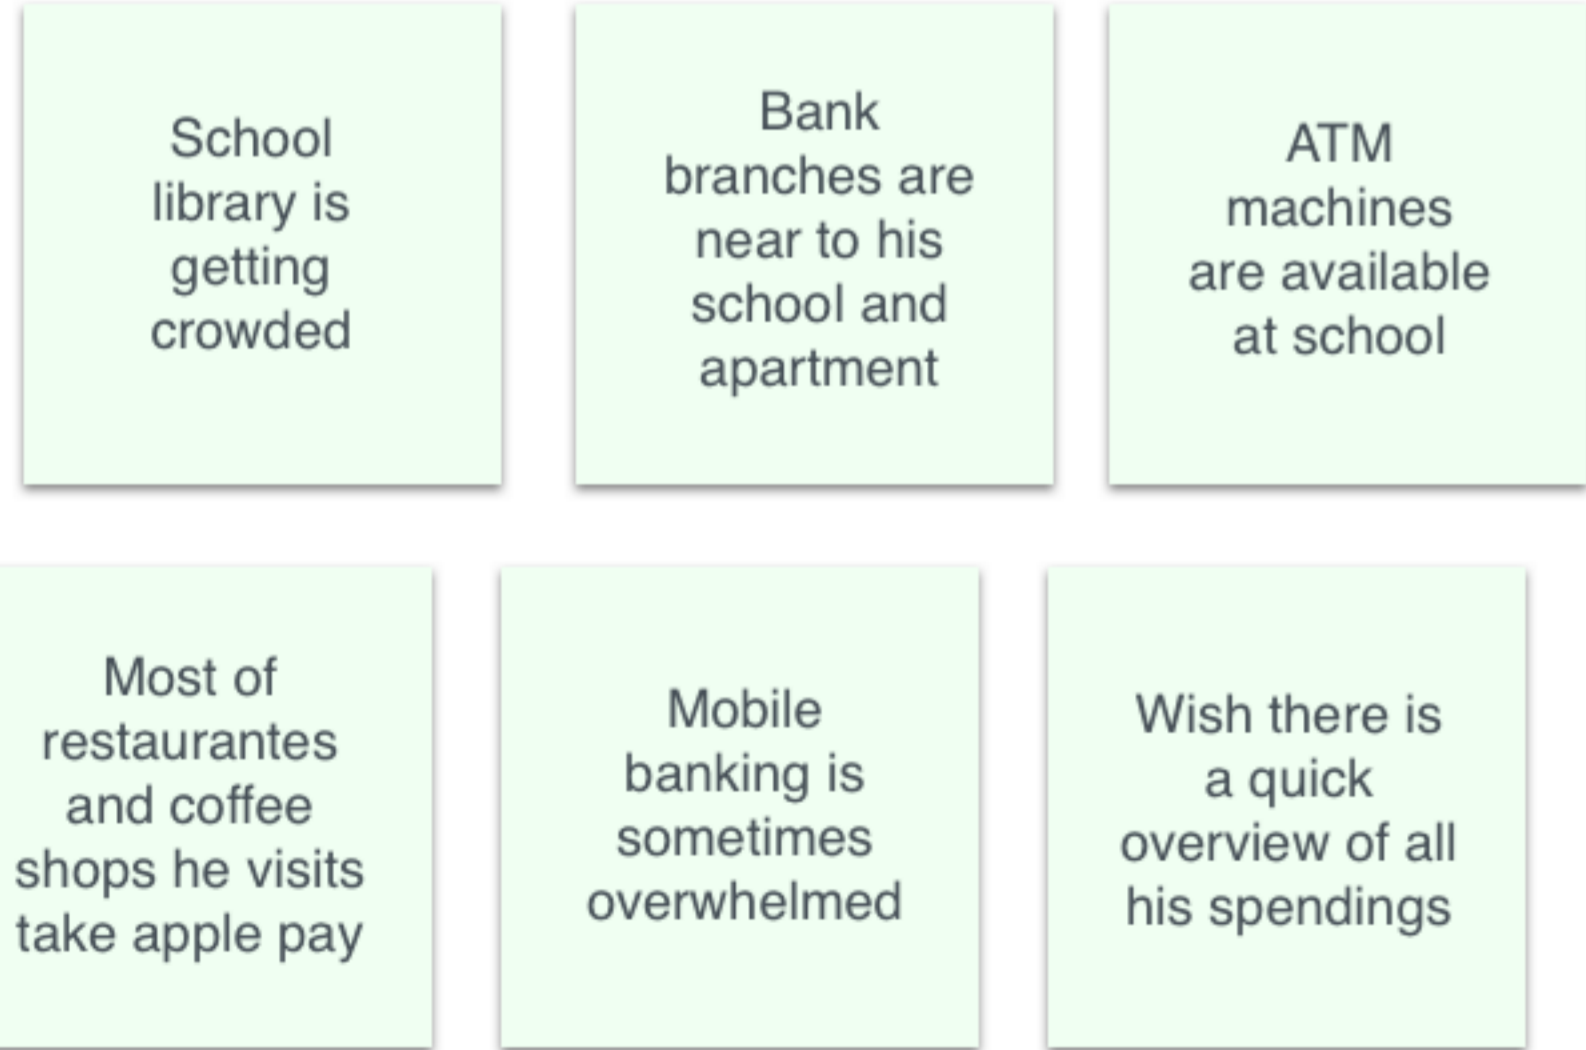 School
library is
getting
crowded
Bank
branches are
near to his
school and
apartment
ATM
machines
are available
at school
Most of
restaurantes
and coffee
shops he visits
take apple pay
Mobile
banking is
sometimes
overwhelmed
Wish there is
a quick
overview of all
his spendings